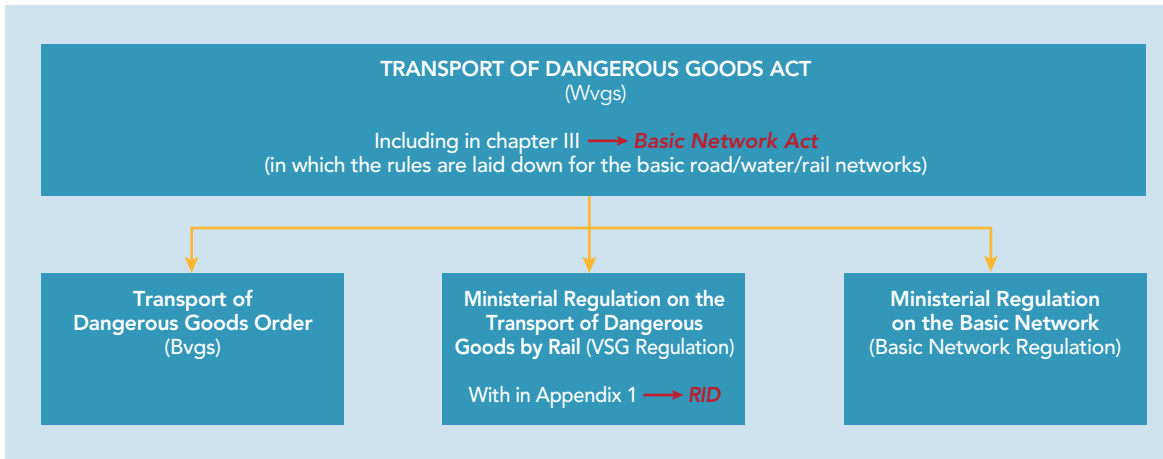 TRANSPORT OF DANGEROUS GOODS ACT
(Wvgs)
Including in chapter III Basic Network Act
(in which the rules are laid down for the basic road/water/rail networks)
Transport of
Dangerous Goods Order
(Bvgs)
Ministerial Regulation on the
Transport of Dangerous
Goods by Rail (VSG Regulation)
With in Appendix 1 RID
Ministerial Regulation
on the Basic Network
(Basic Network Regulation)